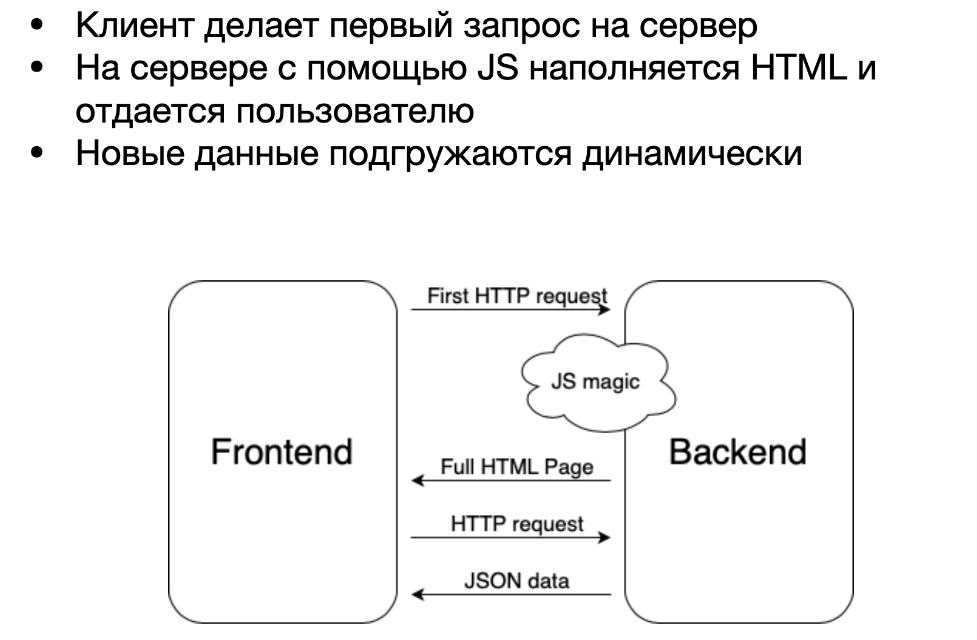 • Клиент делает первый запрос на сервер
• На сервере с помощью JS наполняется HTML и
отдается пользователю
• Новые данные подгружаются динамически
First HTTP request
JS magic
Frontend
Backend
Full HTML Page
HTTP request
JSON data